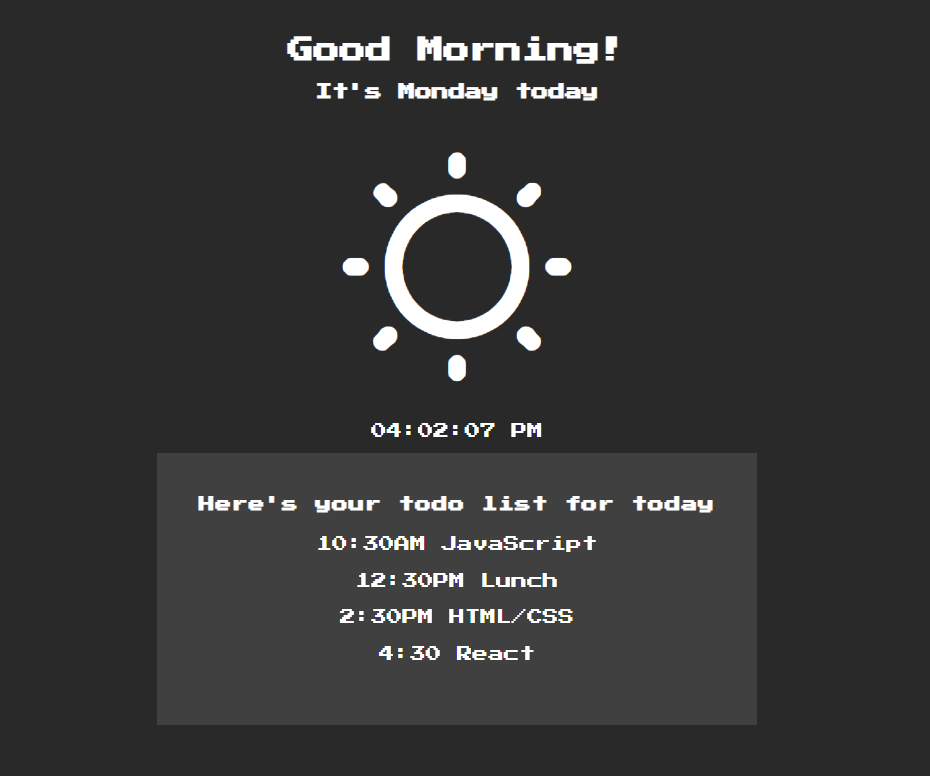 Good Morning!
It's Monday today
04:02:07 PM
Here's your todo list for today
10:30AM JavaScript
12:30PM Lunch
2:30PM HTML/CSS
4:30 React